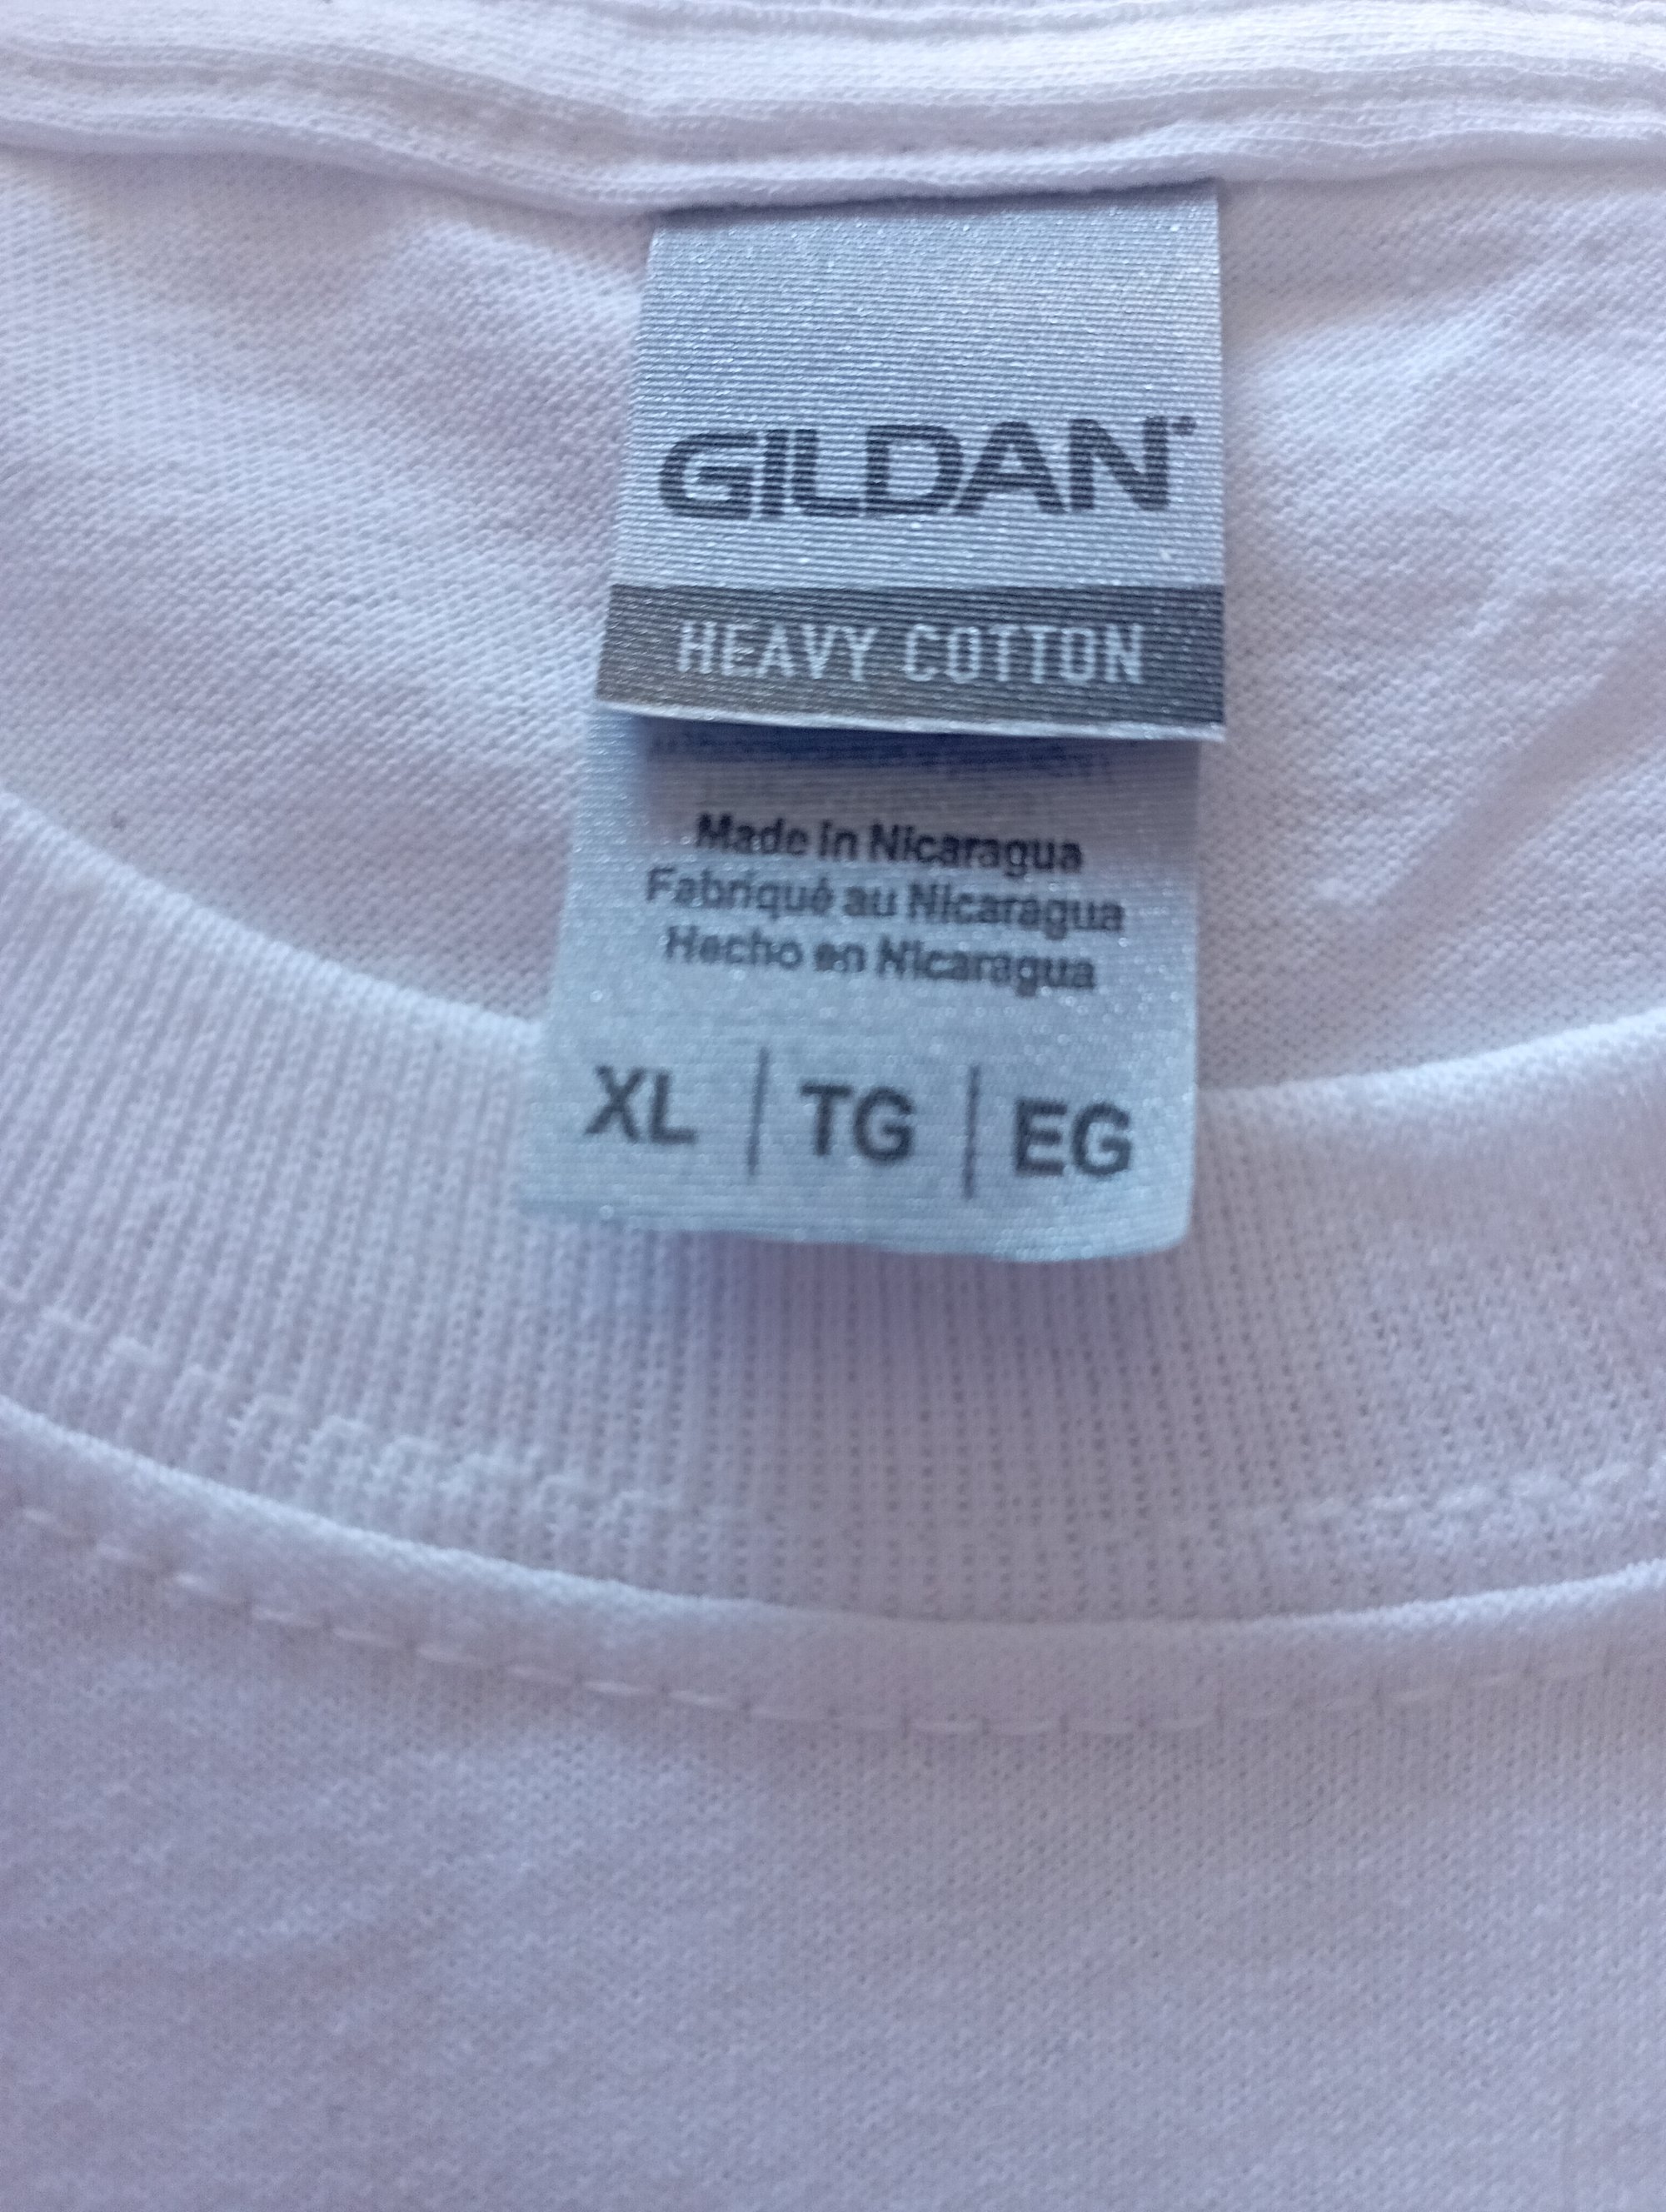 GILDAN
HEAVY COTTON
Made in Nicaragua
Fabriqué au Nicaragua
Hecho en Nicaragua
XL | TG | EG